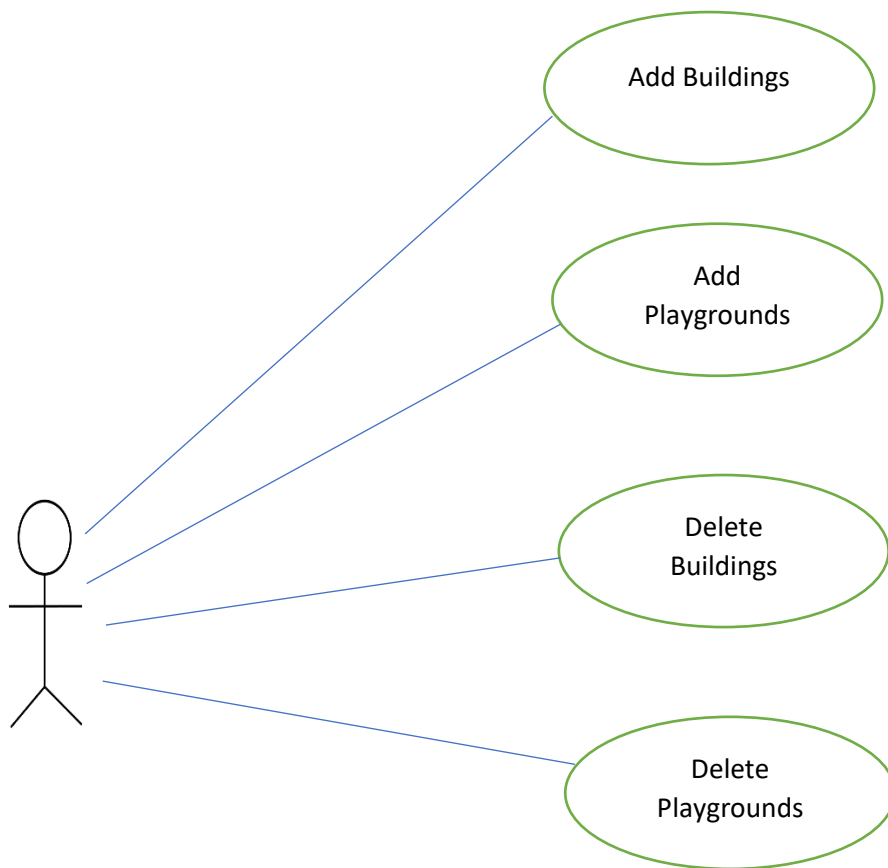 Add Buildings
Add
Playgrounds
Delete
Buildings
Delete
Playgrounds